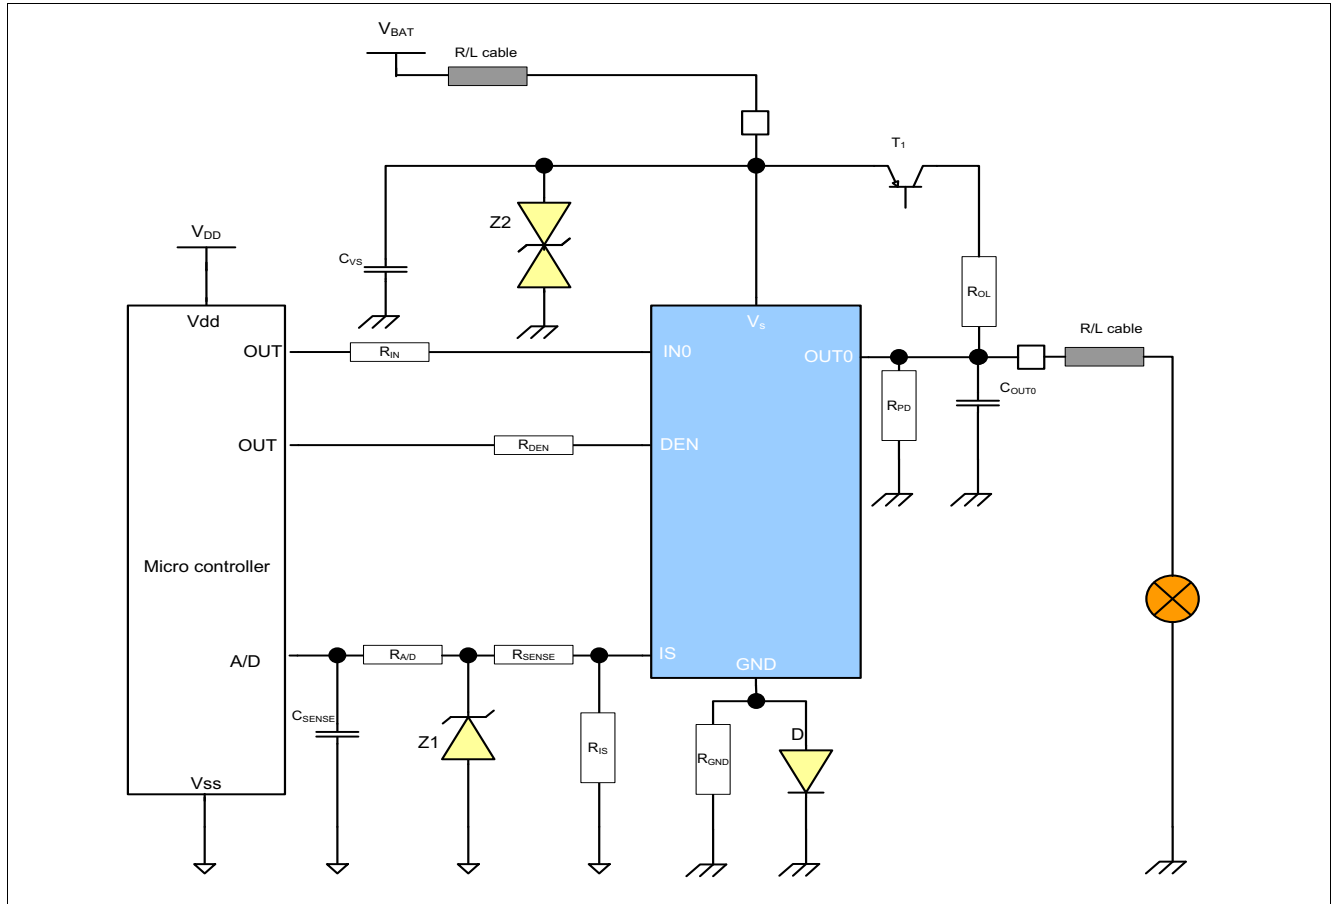 VBAT
R/L cable
T1
Z2
VDD
CVS
ROL
Vdd
Vs
R/L cable
OUT
RIN
IN0
OUT0
COUT0
RPD
OUT
RDEN
DEN
Micro controller
A/D
RA/D
RSENSE
IS
GND
CSENSE
Z1
RIS
RGND
D
Vss